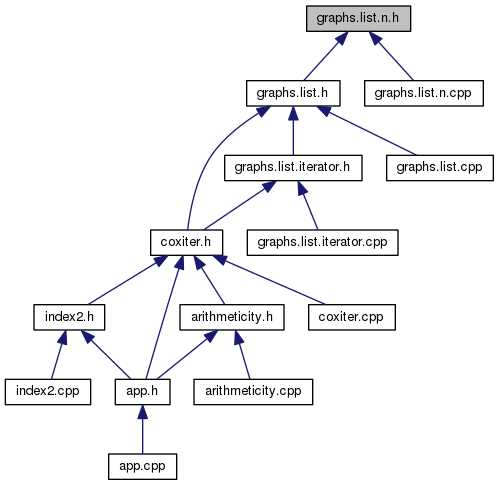 graphs.list.n.h
graphs.list.h
graphs.list.n.cpp
graphs.list.iterator.h
graphs.list.cpp
coxiter.h
graphs.list.iterator.cpp
index2.h
arithmeticity.h
coxiter.cpp
index2.cpp
app.h
arithmeticity.cpp
app.cpp